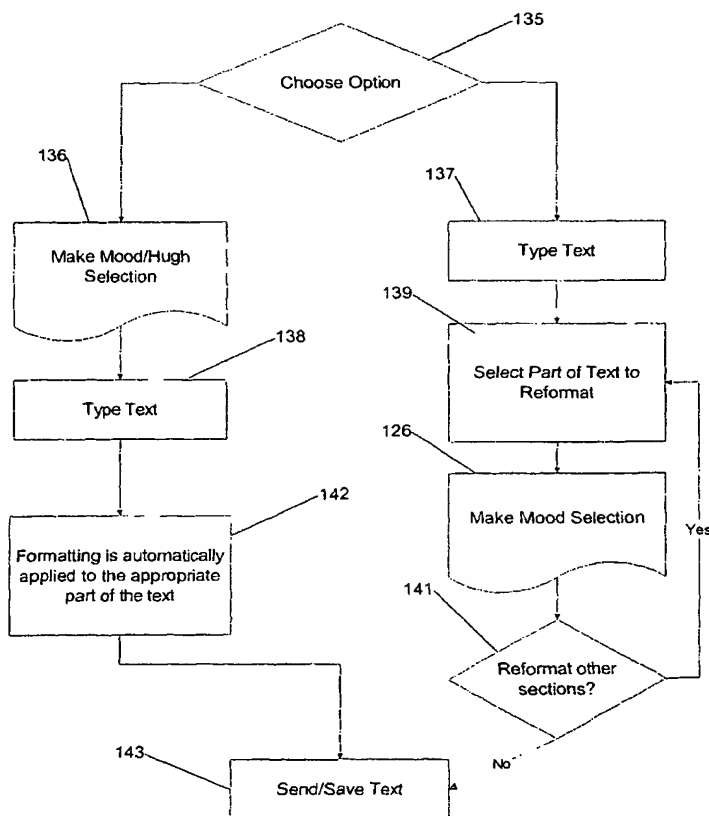 135
Choose Option
136
137
Make Mood/Hugh
Selection
Type Text
139
138
Select Part of Text to
Reformat
Type Text
126
142
Make Mood Selection
Yes
Formatting is automatically
applied to the appropriate
part of the text
141
Reformat other
sections?
143
No
Send/Save Text